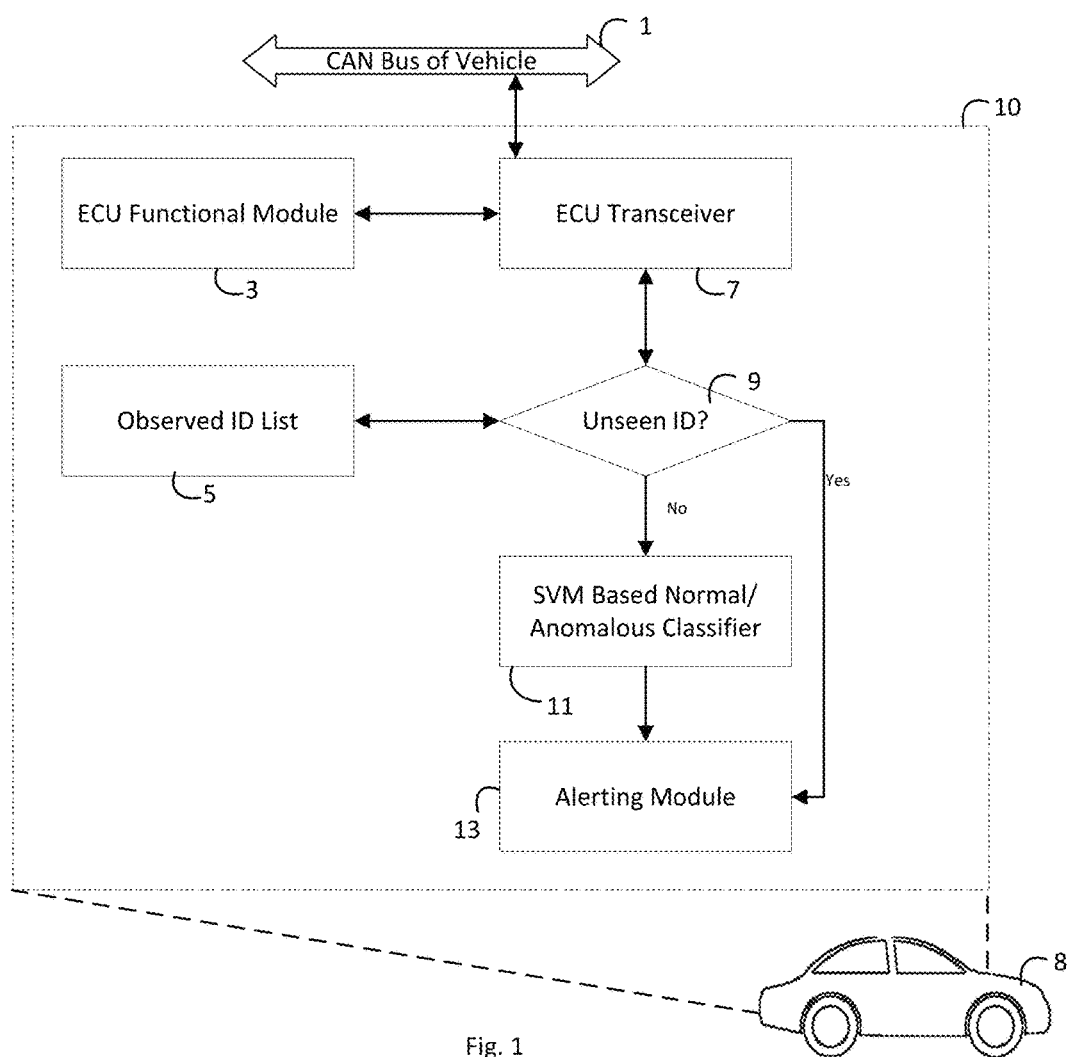 1
CAN Bus of Vehicle
10
ECU Functional Module
ECU Transceiver
3
7
9
Observed ID List
Unseen ID?
5
Yes
No
SVM Based Normal/
Anomalous Classifier
11
Alerting Module
13
8
Fig. 1